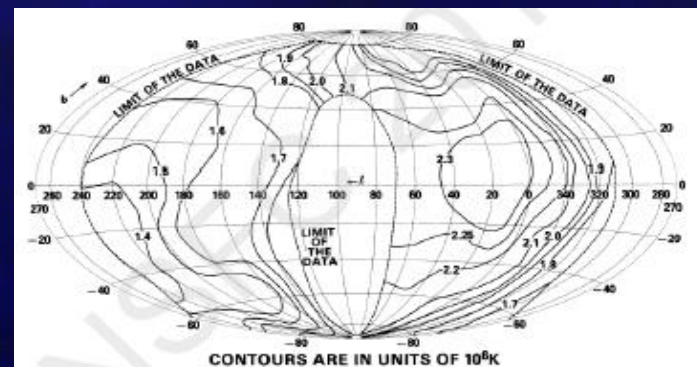 80 80
60 60
40 LIMIT OF THE DATA 1.9 1.8 2.0 2.1 LIMIT OF THE DATA 40
b
20 1.6 1.7 20
1.5 2.3 1.9
0 0
260 240 220 200 180 160 140 120 100 80 60 40 20 0 340 320 300 280
270 270
l
1.4 LIMIT
OF
THE
DATA
-20 2.25 2.1 2.0 -20
2.2 1.8
-40 1.7 -40
-60 -60
-80 -80
CONTOURS ARE IN UNITS OF 10⁶K